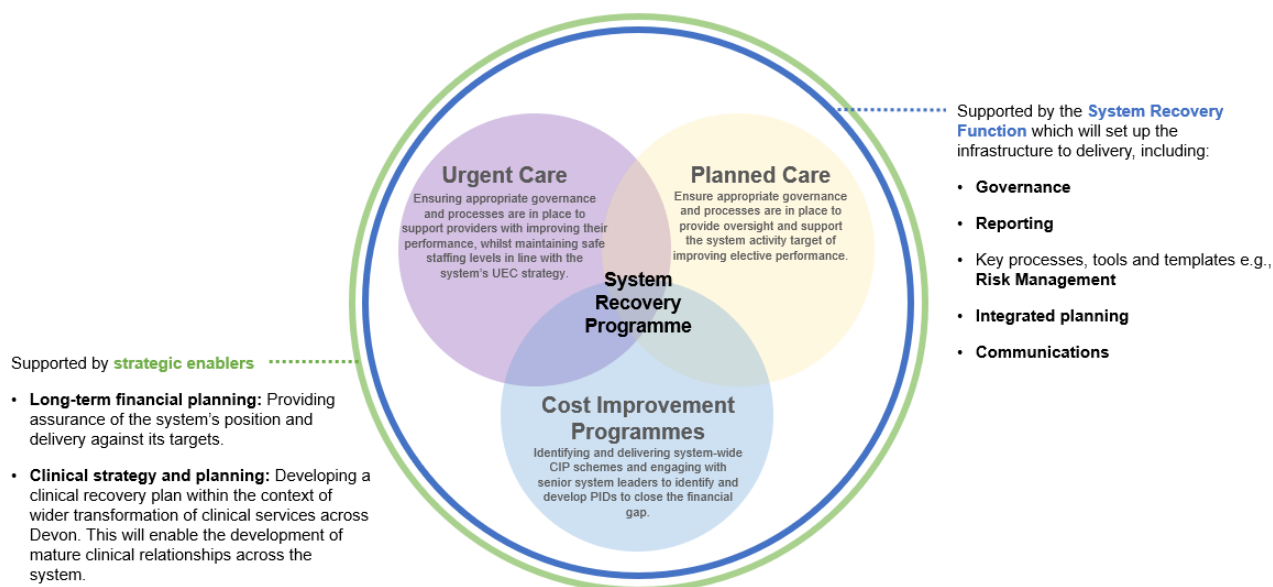 Urgent Care
Ensuring appropriate governance
and processes are in place to
support providers with improving their
performance, whilst maintaining safe
staffing levels in line with the
system's UEC strategy.
Planned Care
Ensure appropriate governance
and processes are in place to
provide oversight and support
the system activity target of
improving elective performance.
System
Recovery
Programme
Cost Improvement
Programmes
Identifying and delivering system-wide
CIP schemes and engaging with
senior system leaders to identify and
develop PIDs to close the financial
gap.
Supported by the System Recovery
Function which will set up the
infrastructure to delivery, including:
• Governance
• Reporting
• Key processes, tools and templates e.g.,
Risk Management
• Integrated planning
• Communications
Supported by strategic enablers
• Long-term financial planning: Providing
assurance of the system's position and
delivery against its targets.
• Clinical strategy and planning: Developing a
clinical recovery plan within the context of
wider transformation of clinical services across
Devon. This will enable the development of
mature clinical relationships across the
system.